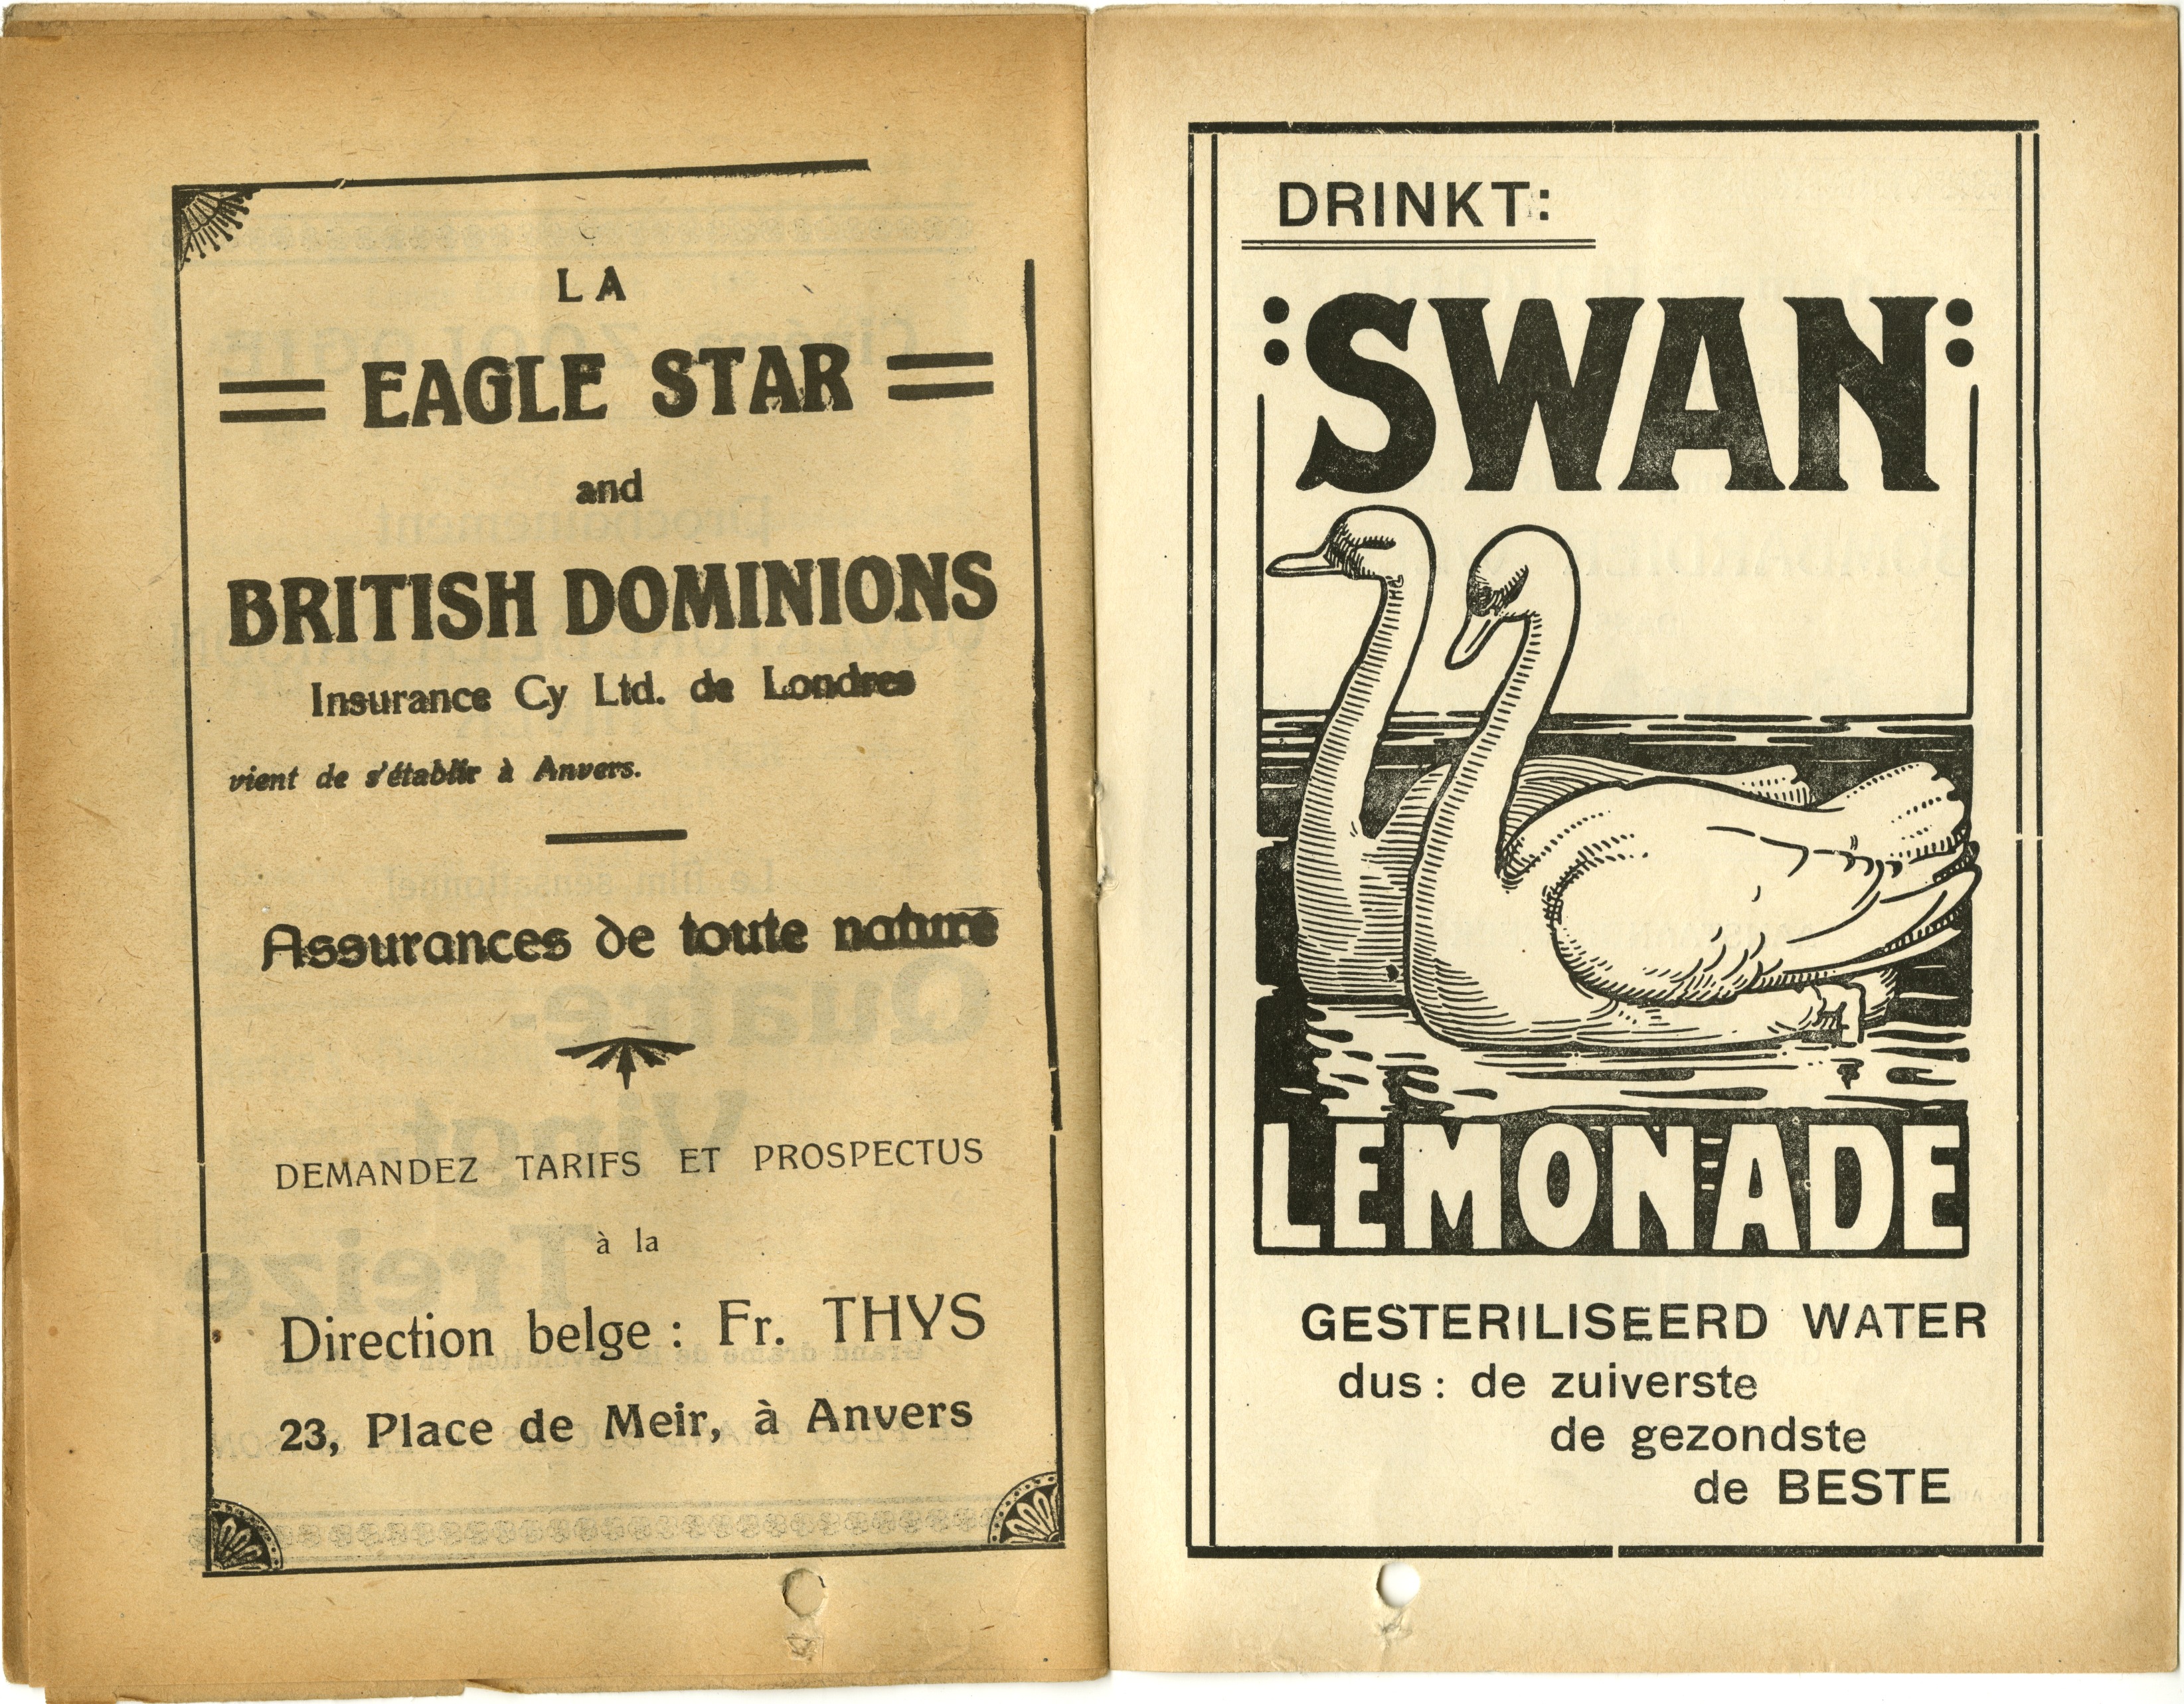 LA
EAGLE STAR
and
BRITISH DOMINIONS
Insurance Cy Ltd. de Londres
vient de s'établir à Anvers.
Assurances de toute nature
DEMANDEZ TARIFS ET PROSPECTUS
à la
Direction belge : Fr. THYS
23, Place de Meir, à Anvers
DRINKT:
:SWAN:
LEMONADE
GESTERILISEERD WATER
dus : de zuiverste
de gezondste
de BESTE